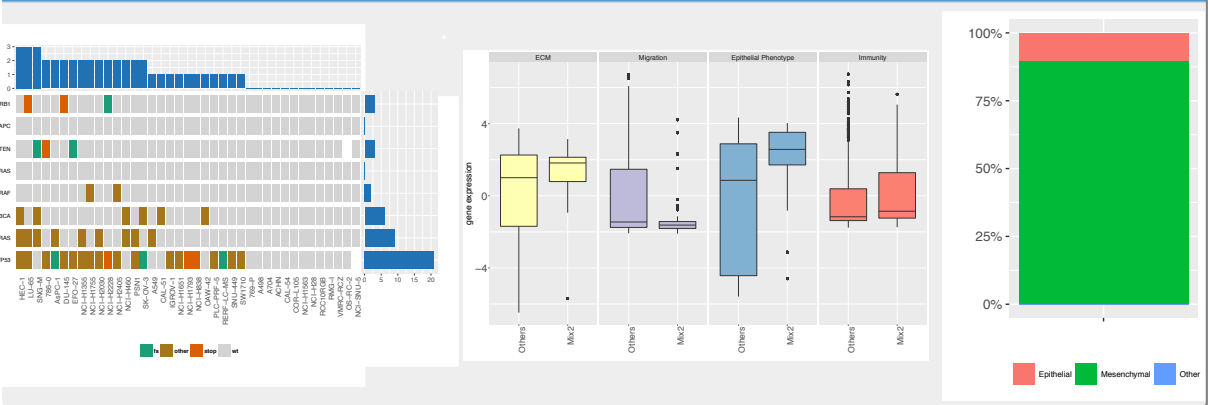 3
2
1
0
RB1
APC
TEN
RAS
RAF
3CA
RAS
P53
0 5 10 15 20
HEC-1
LU-65
SNG-M
786-0
AsPC-1
DU-145
EFO-27
NCI-H1355
NCI-H1755
NCI-H2030
NCI-H2228
NCI-H2405
NCI-H460
PSN1
SK-OV-3
A549
CAL-51
IGROV-1
NCI-H1651
NCI-H1793
NCI-H838
OAW-42
PLC-PRF-5
RERF-LC-MS
SNU-449
SW1710
769-P
A498
A704
ACHN
CAL-54
COR-L105
NCI-H1563
NCI-H28
RCC10RGB
RMG-I
VMRC-RCZ
OS-RC-2
NCI-SNU-5
fs other stop wt
ECM Migration Epithelial Phenotype Immunity
gene expression
4
0
−4
Others Mix2 Others Mix2 Others Mix2 Others Mix2
100%
75%
50%
25%
0%
Epithelial Mesenchymal Other